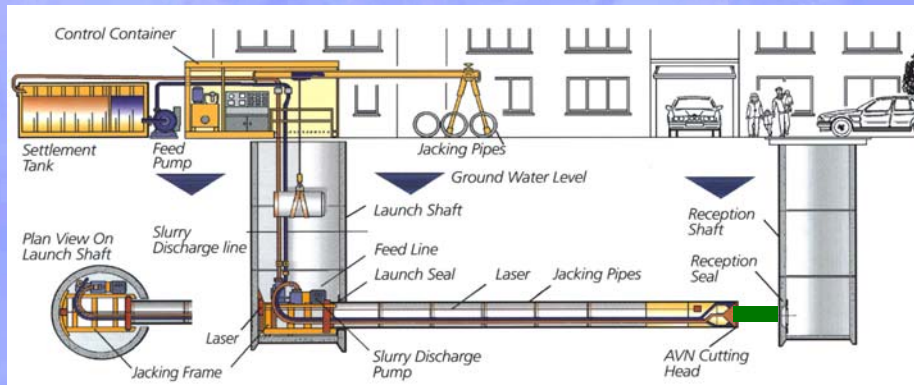 Control Container
Settlement
Tank
Feed
Pump
Jacking Pipes
Ground Water Level
Launch Shaft
Reception
Shaft
Plan View On
Launch Shaft
Slurry
Discharge line
Feed Line
Launch Seal
Laser
Jacking Pipes
Reception
Seal
Laser
Jacking Frame
Slurry Discharge
Pump
AVN Cutting
Head